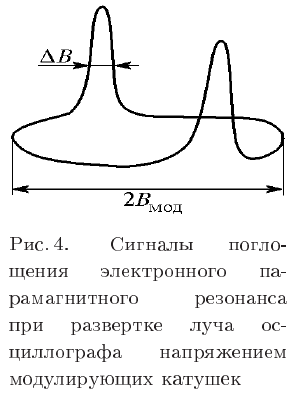 ΔB
2Bмод
Рис. 4. Сигналы погло-
щения электронного па-
рамагнитного резонанса
при развертке луча ос-
циллографа напряжением
модулирующих катушек